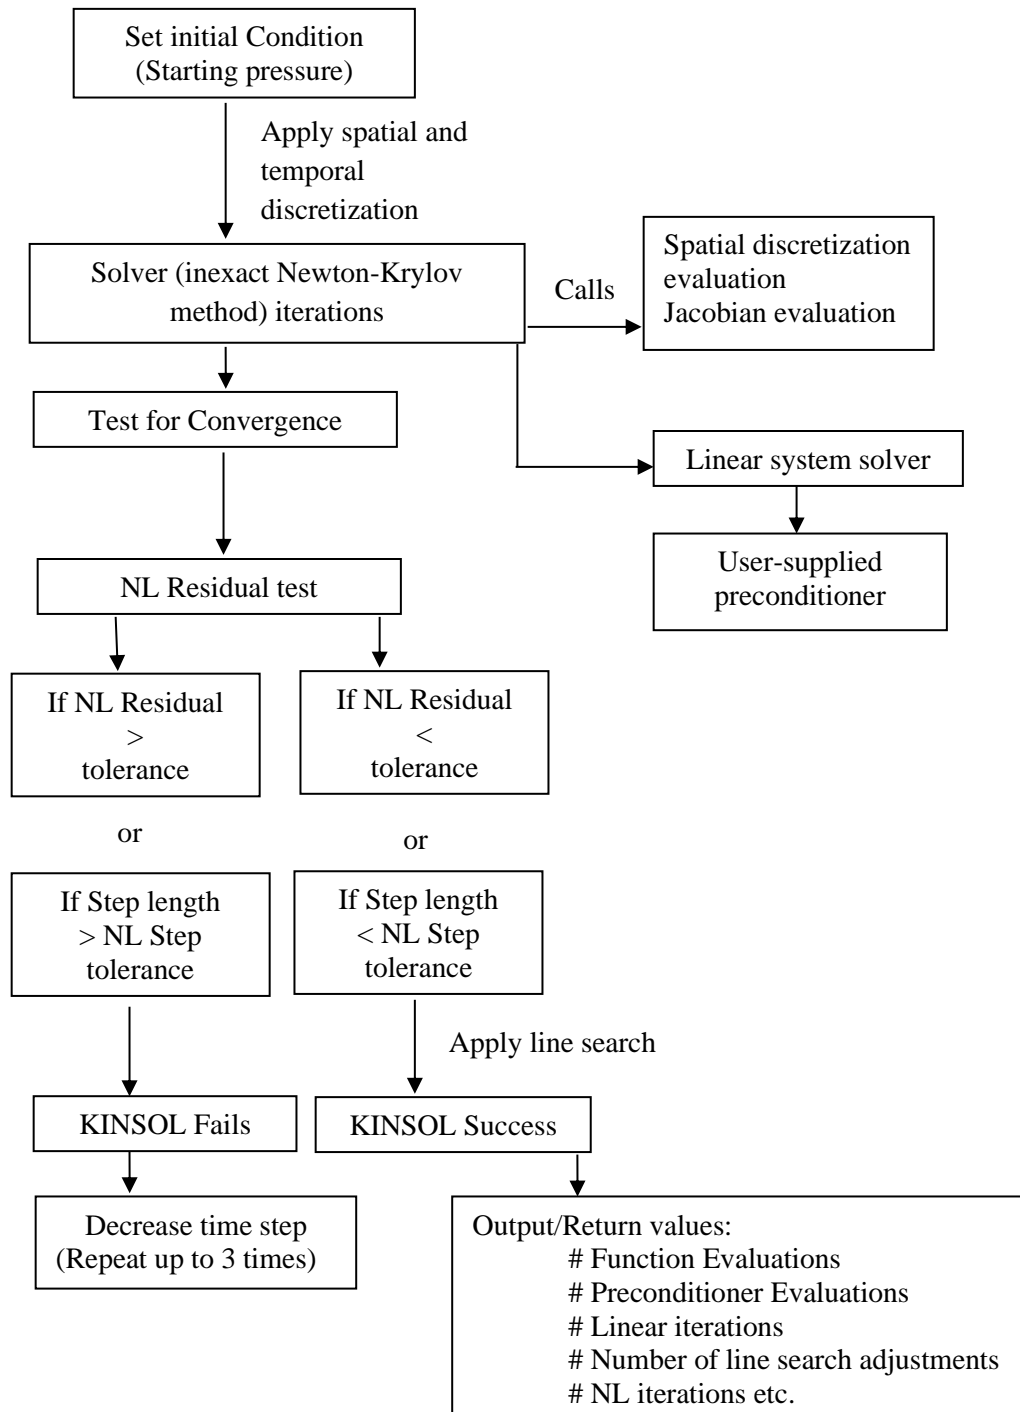 Set initial Condition
(Starting pressure)
Apply spatial and
temporal
discretization
Solver (inexact Newton-Krylov
method) iterations
Calls
Spatial discretization
evaluation
Jacobian evaluation
Test for Convergence
Linear system solver
User-supplied
preconditioner
NL Residual test
If NL Residual
>
tolerance
If NL Residual
<
tolerance
or
or
If Step length
> NL Step
tolerance
If Step length
< NL Step
tolerance
Apply line search
KINSOL Fails
KINSOL Success
Decrease time step
(Repeat up to 3 times)
Output/Return values:
# Function Evaluations
# Preconditioner Evaluations
# Linear iterations
# Number of line search adjustments
# NL iterations etc.